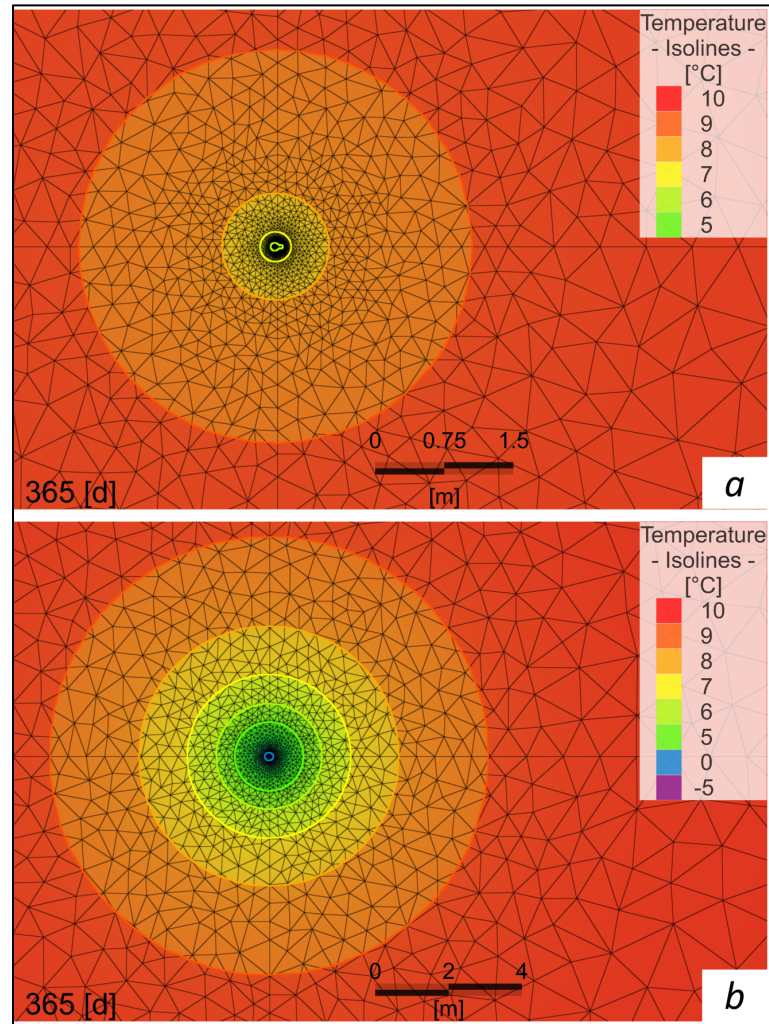 Temperature
- Isolines -
[°C]
10
9
8
7
6
5
0 0.75 1.5
[m]
365 [d]
a
Temperature
- Isolines -
[°C]
10
9
8
7
6
5
0
-5
0 2 4
[m]
365 [d]
b